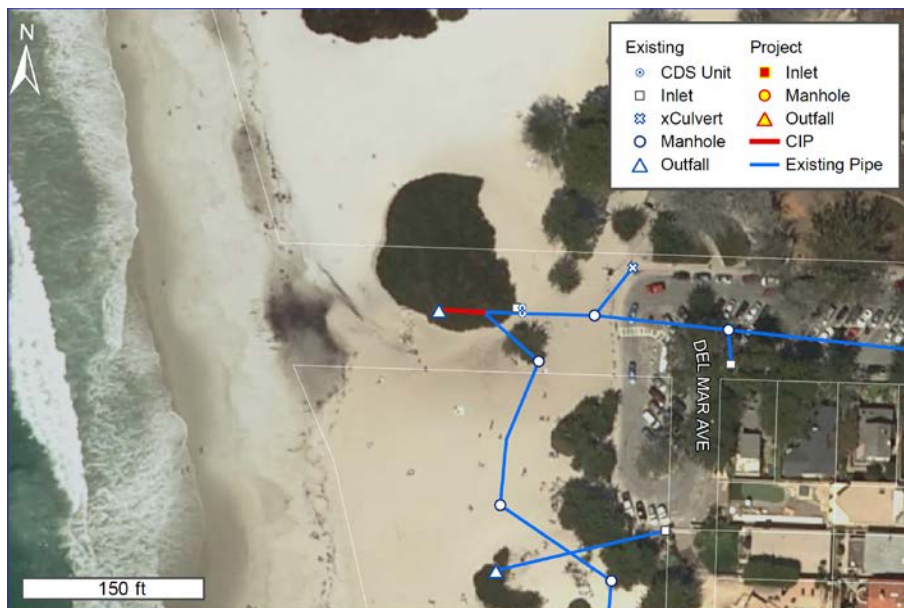 N
Existing
CDS Unit
Inlet
xCulvert
Manhole
Outfall
Project
Inlet
Manhole
Outfall
CIP
Existing Pipe
DEL MAR AVE
150 ft